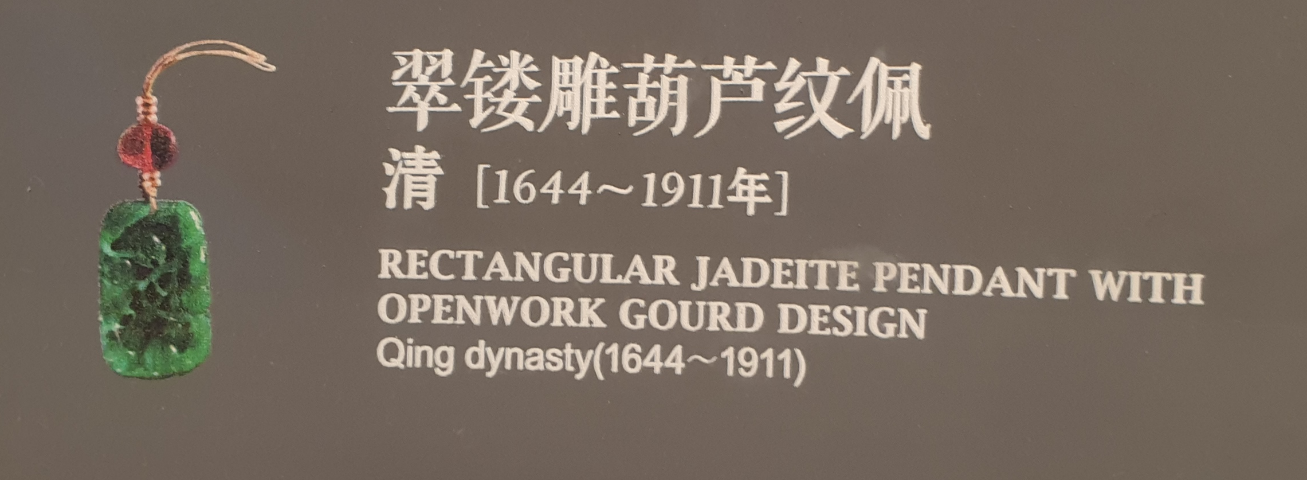 翠镂雕葫芦纹佩
清 [1644～1911年]
RECTANGULAR JADEITE PENDANT WITH
OPENWORK GOURD DESIGN
Qing dynasty(1644～1911)